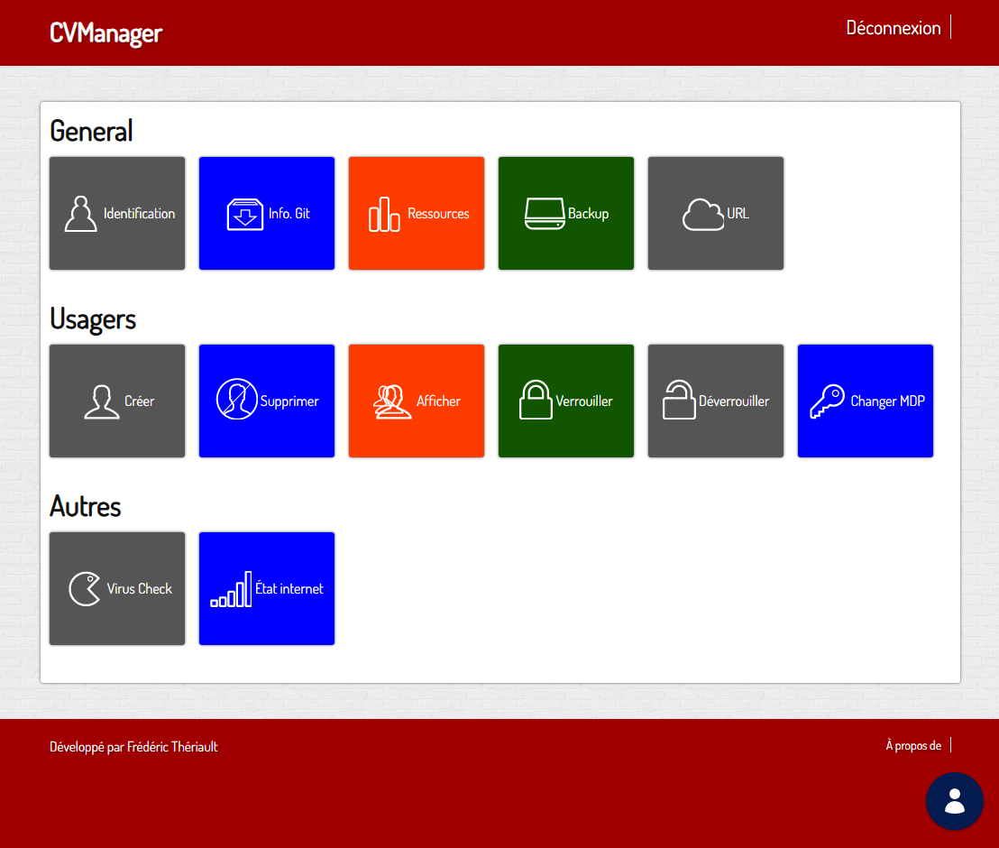 CVManager
Déconnexion
General
Identification
Info. Git
Ressources
Backup
URL
Usagers
Créer
Supprimer
Afficher
Verrouiller
Déverrouiller
Changer MDP
Autres
Virus Check
État internet
Développé par Frédéric Thériault
À propos de